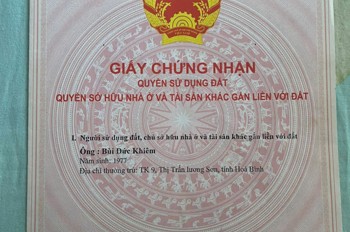 GIẤY CHỨNG NHẬN
QUYỀN SỬ DỤNG ĐẤT
QUYỀN SỞ HỮU NHÀ Ở VÀ TÀI SẢN KHÁC GẮN LIỀN VỚI ĐẤT
I. Người sử dụng đất, chủ sở hữu nhà ở và tài sản khác gắn liền với đất
Ông : Bùi Đức Khiêm
Năm sinh: 1977
Địa chỉ thường trú: TK 9, Thị Trấn lương Sơn, tỉnh Hoà Bình